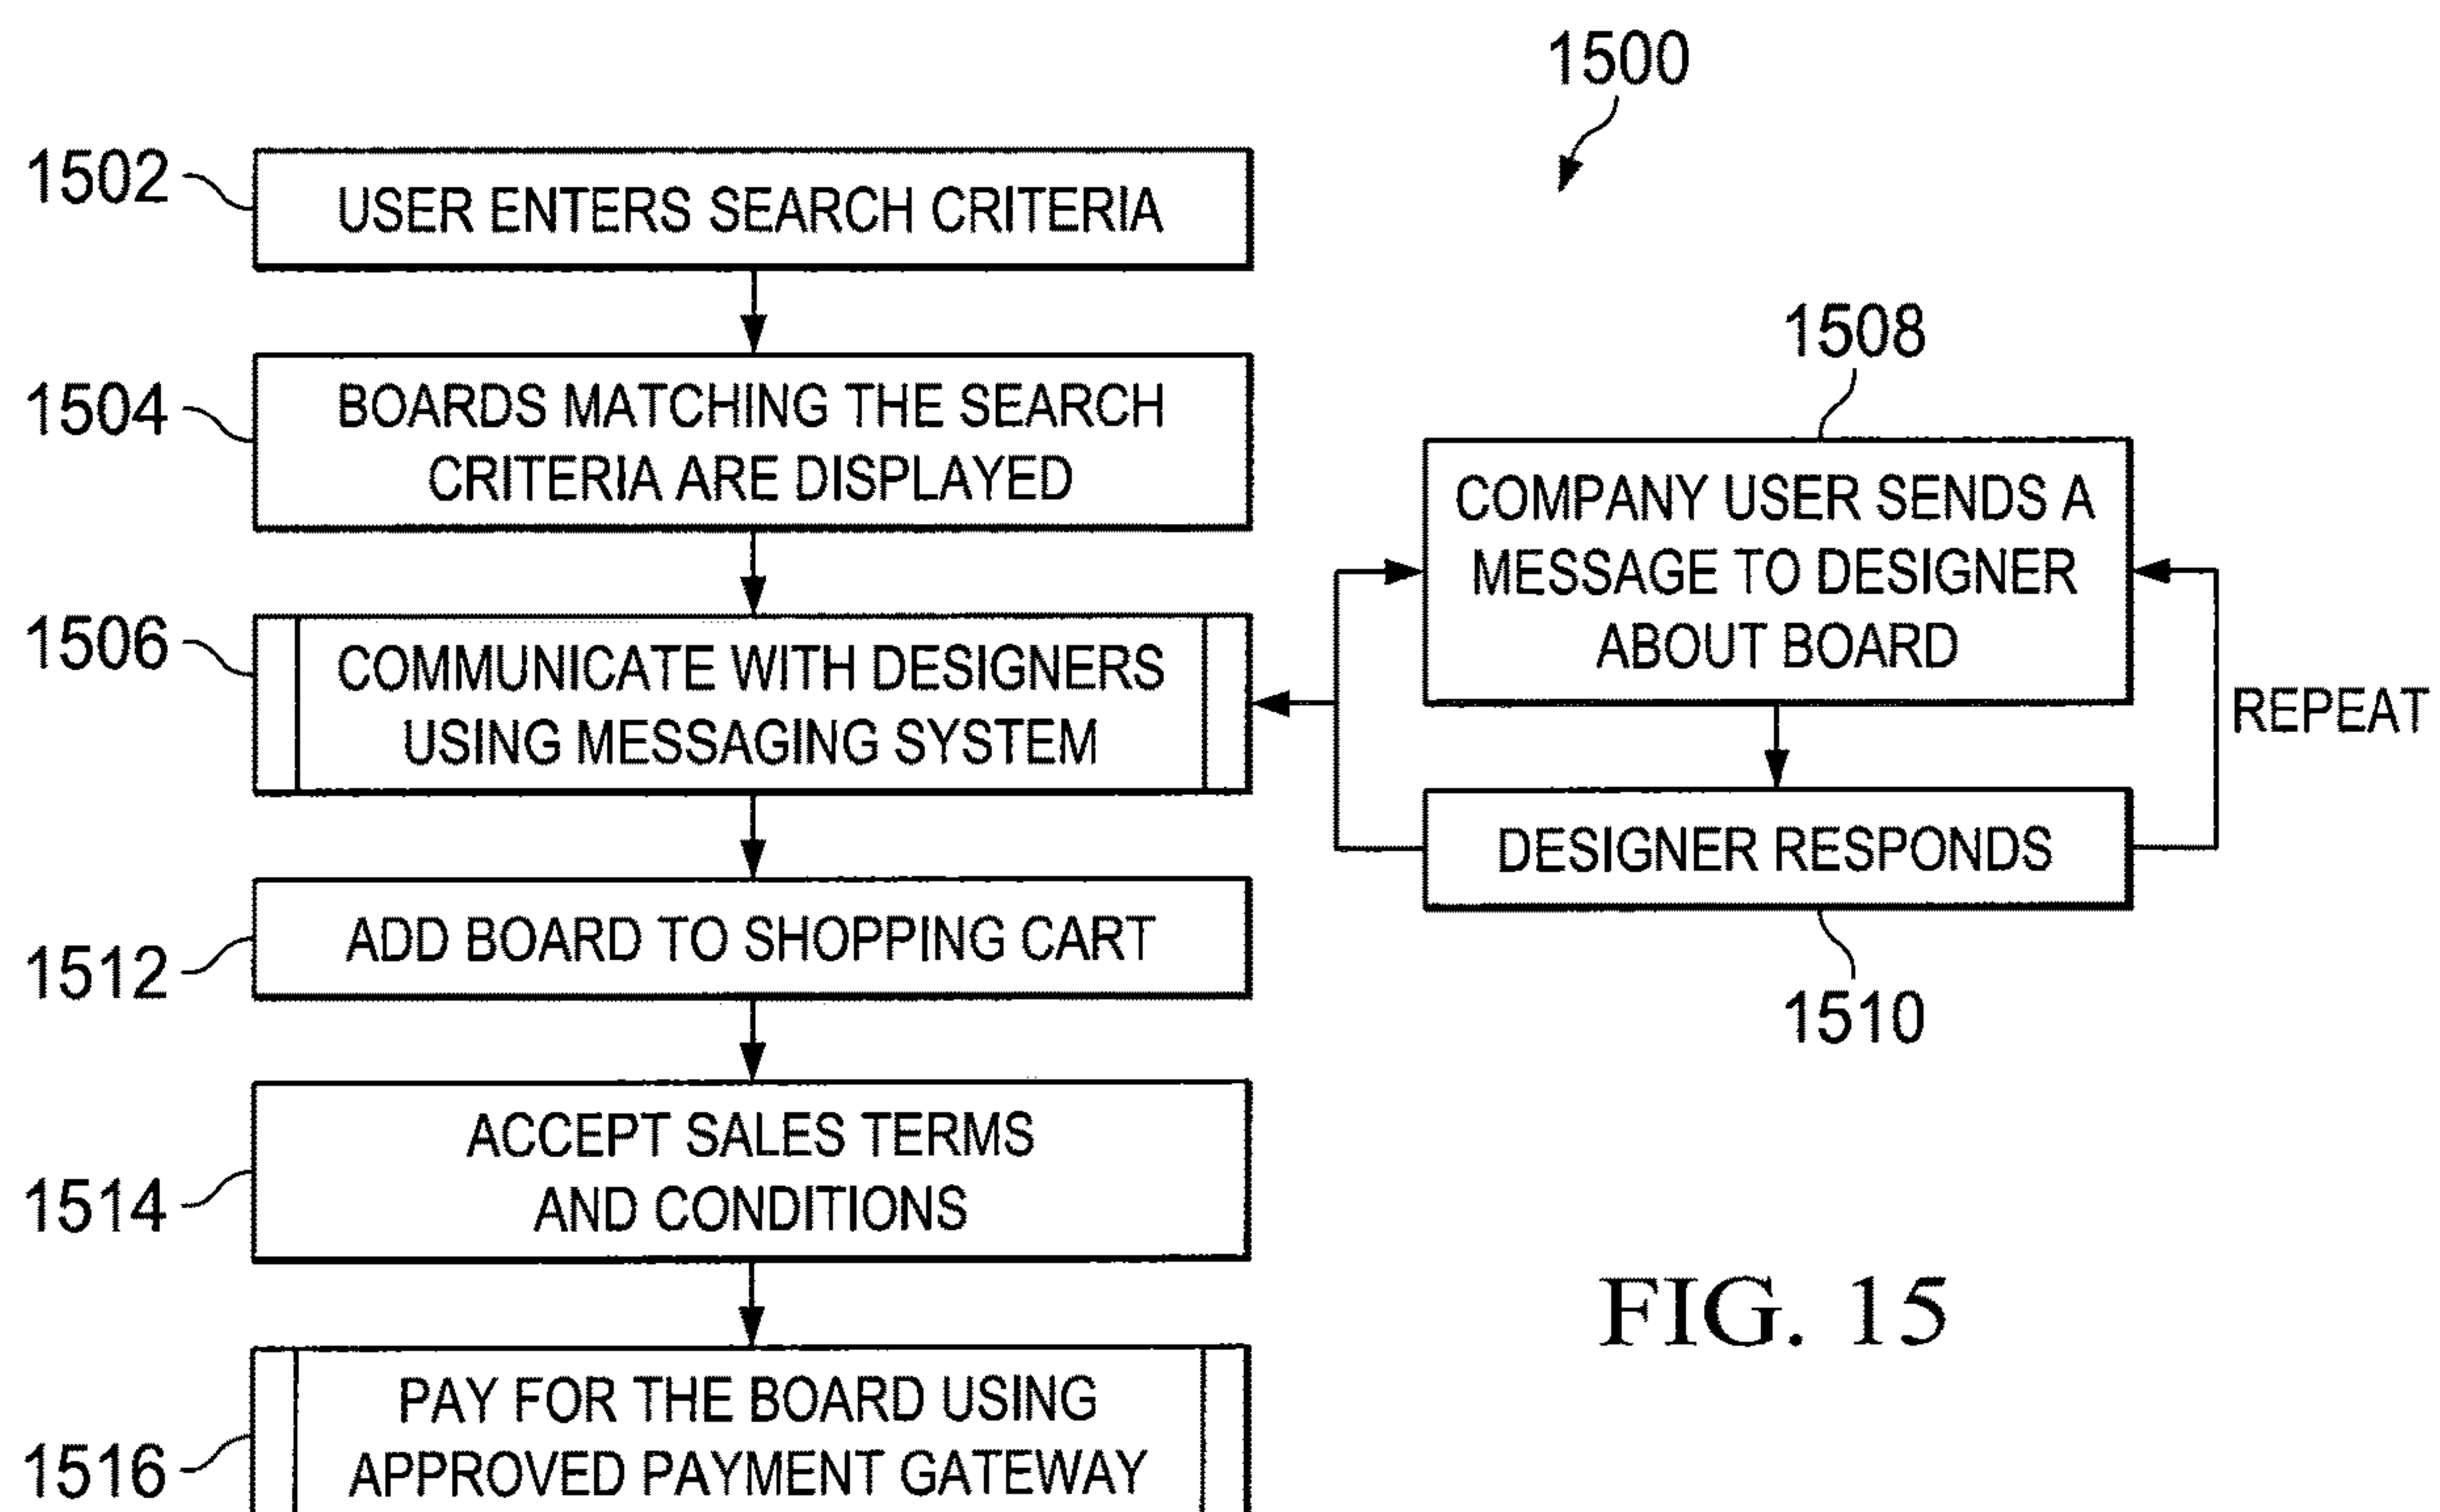 1500
1502
USER ENTERS SEARCH CRITERIA
1504
BOARDS MATCHING THE SEARCH
CRITERIA ARE DISPLAYED
1506
COMMUNICATE WITH DESIGNERS
USING MESSAGING SYSTEM
1508
COMPANY USER SENDS A
MESSAGE TO DESIGNER
ABOUT BOARD
REPEAT
DESIGNER RESPONDS
1510
1512
ADD BOARD TO SHOPPING CART
1514
ACCEPT SALES TERMS
AND CONDITIONS
1516
PAY FOR THE BOARD USING
APPROVED PAYMENT GATEWAY
FIG. 15